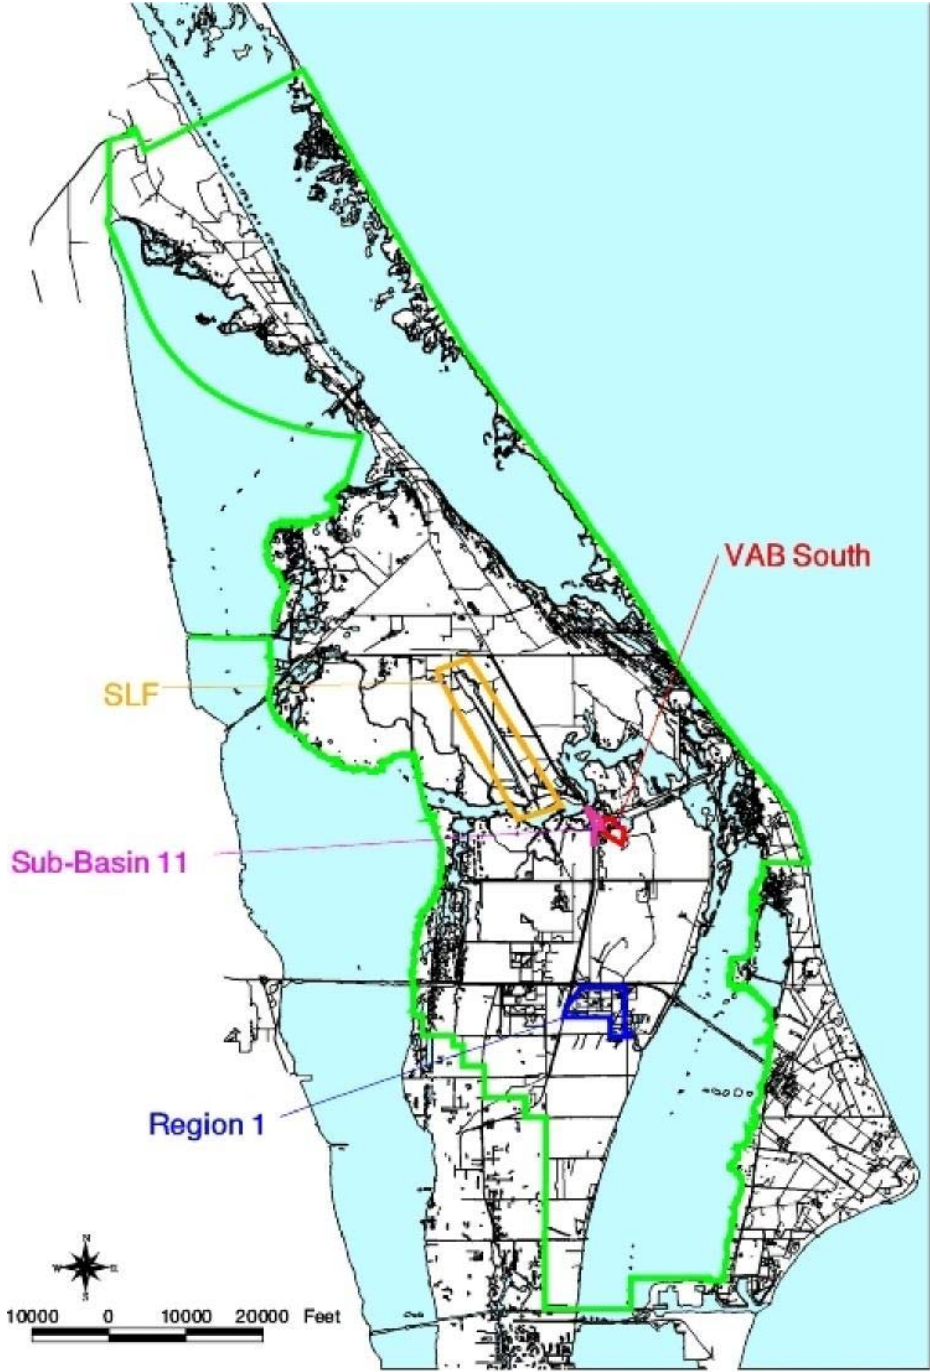 VAB South
SLF
Sub-Basin 11
Region 1
N
W E
S
10000 0 10000 20000 Feet